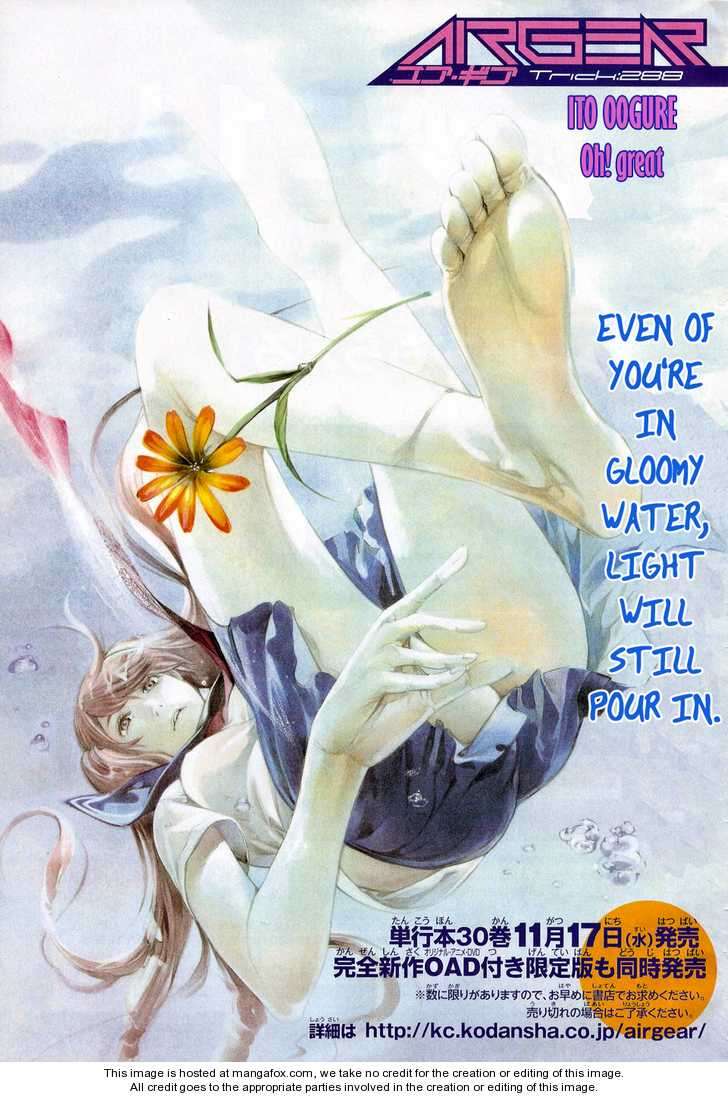 AIRGEAR
エア・ギア Trick:288
ITO OOGURE
Oh! great
EVEN OF
YOU'RE
IN
GLOOMY
WATER,
LIGHT
WILL
STILL
POUR IN.
単行本30巻11月17日(水)発売
完全新作OAD付き限定版も同時発売
※数に限りがありますので、お早めに書店でお求めください。
売り切れの場合はご了承ください。
詳細は http://kc.kodansha.co.jp/airgear/
This image is hosted at mangafox.com, we take no credit for the creation or editing of this image.
All credit goes to the appropriate parties involved in the creation or editing of this image.